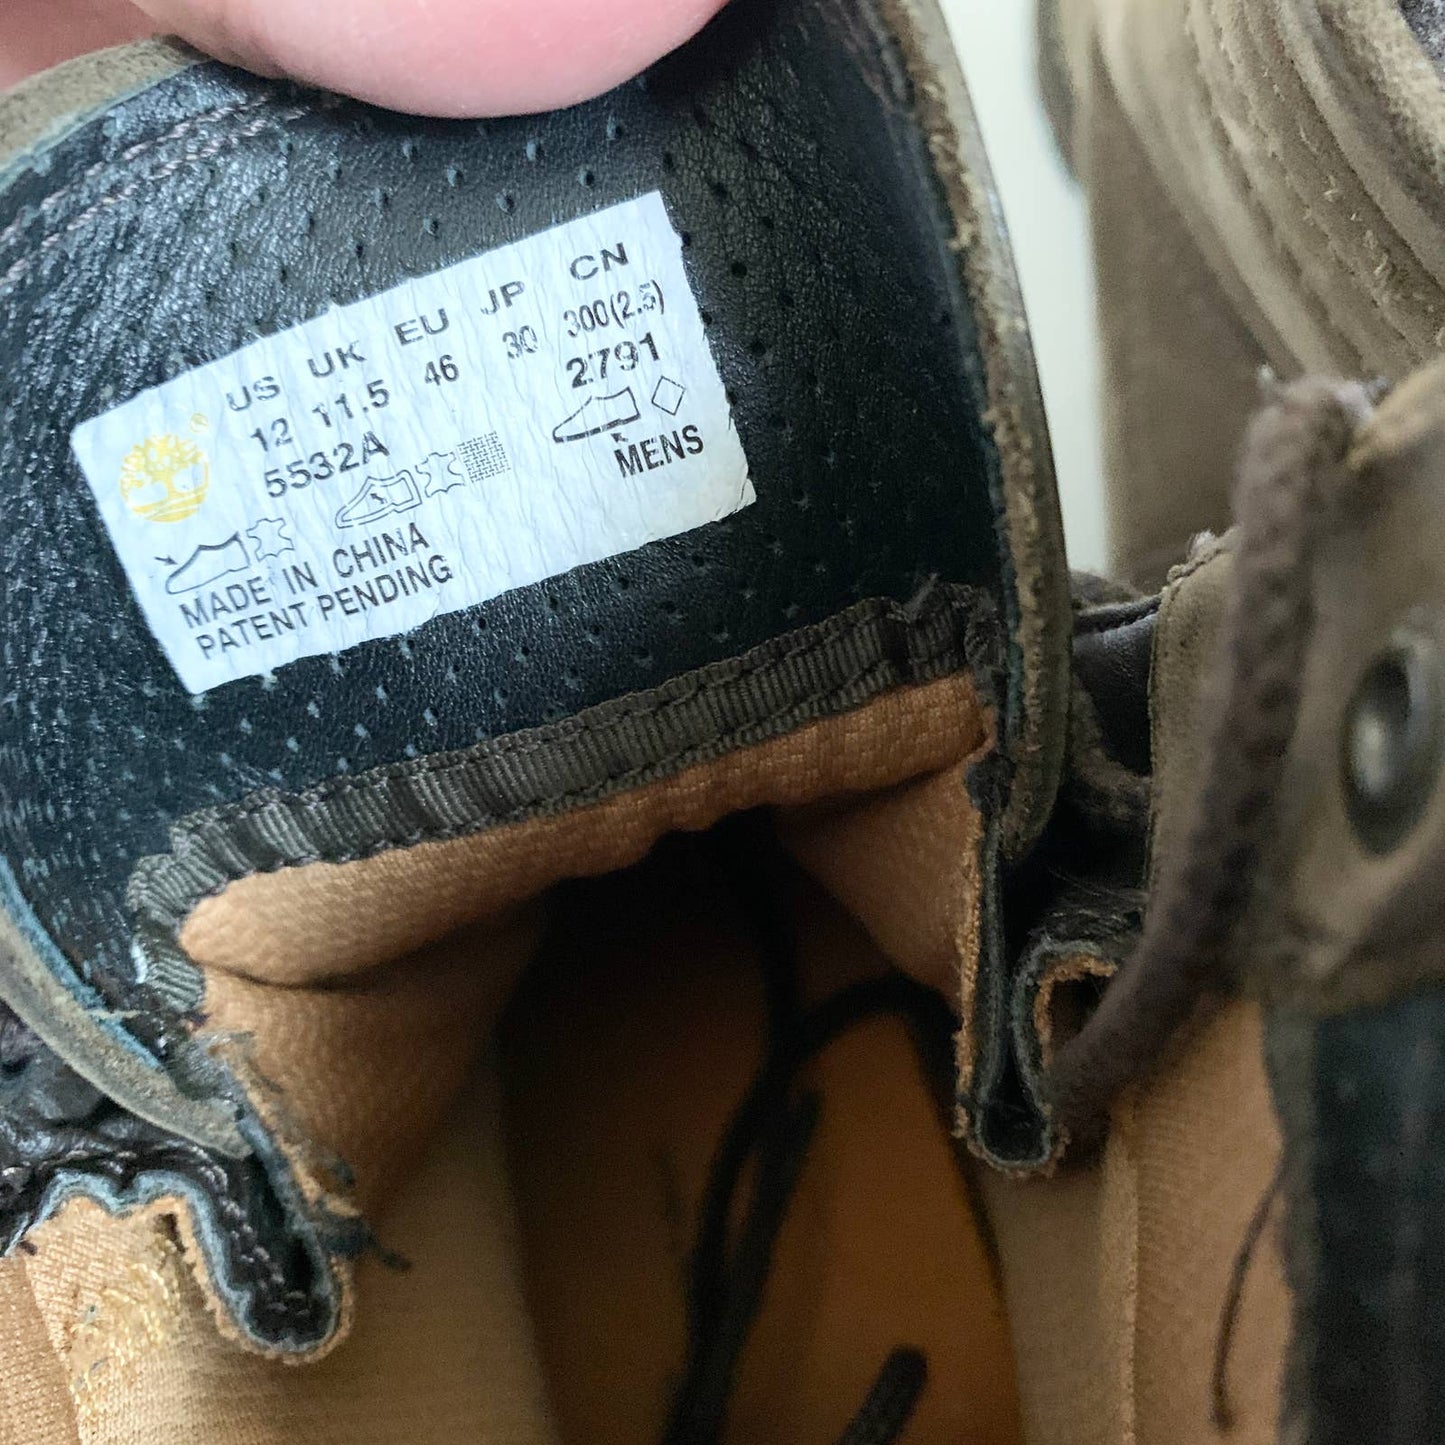 US UK EU JP CN
12 11.5 46 30 300(2.5)
5532A 2791
MENS
MADE IN CHINA
PATENT PENDING